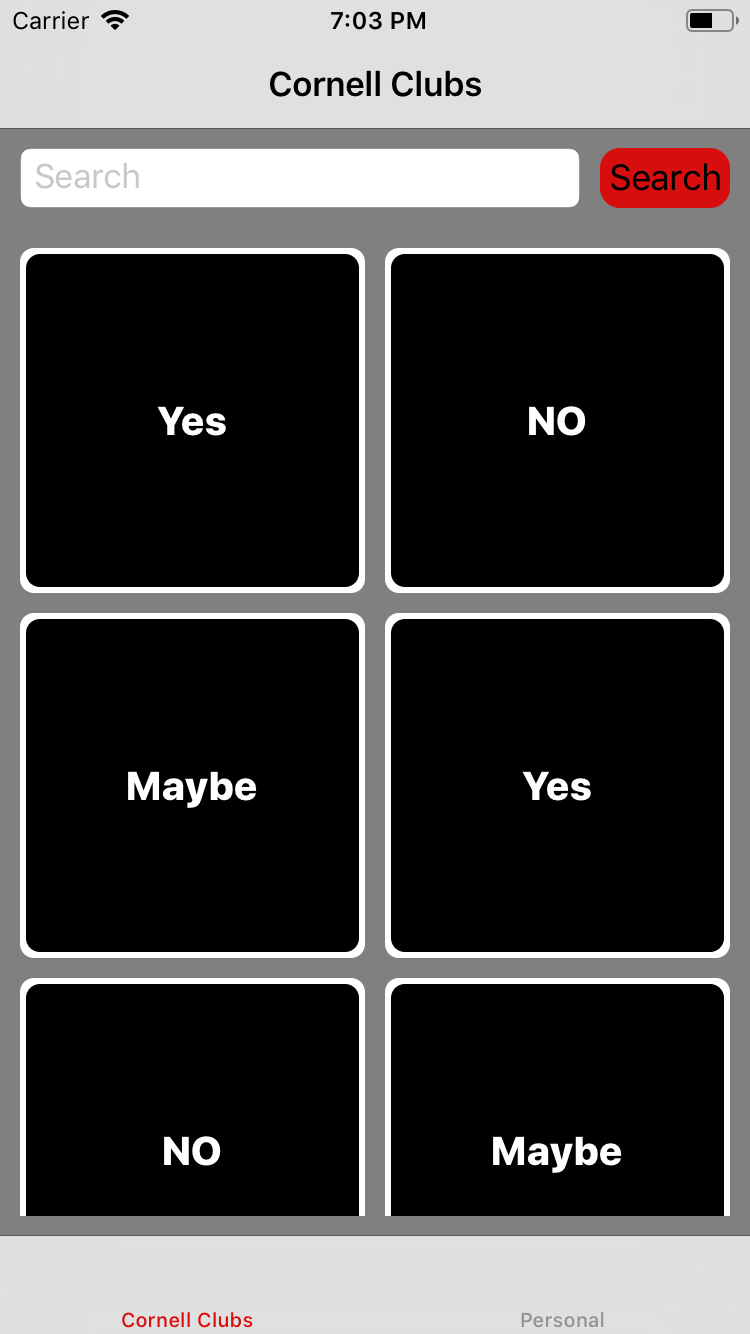 Carrier 7:03 PM
Cornell Clubs
Search Search
Yes NO
Maybe Yes
NO Maybe
Cornell Clubs Personal